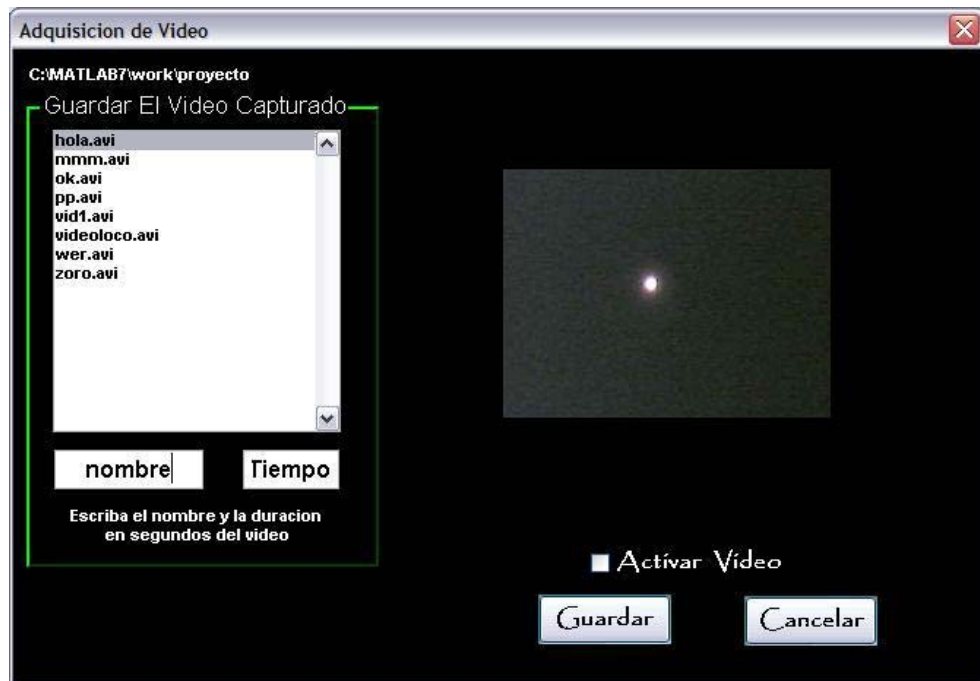 Adquisicion de Video
C:\MATLAB7\work\proyecto
Guardar El Video Capturado
hola.avi
mmm.avi
ok.avi
pp.avi
vid1.avi
videoloco.avi
wer.avi
zoro.avi
nombre
Tiempo
Escriba el nombre y la duracion
en segundos del video
Activar Video
Guardar
Cancelar